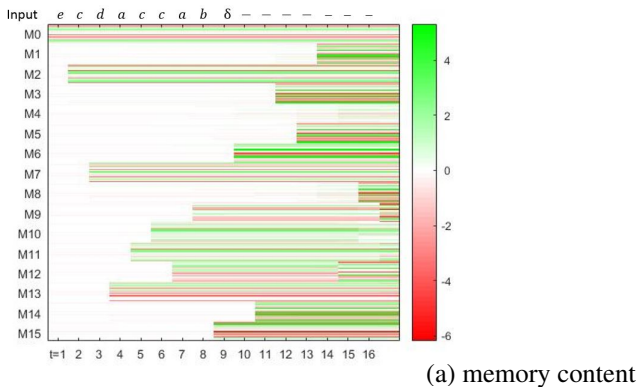 Input e c d a c c a b δ — — — — — — —
M0
M1
M2
M3
M4
M5
M6
M7
M8
M9
M10
M11
M12
M13
M14
M15
t=1 2 3 4 5 6 7 8 9 10 11 12 13 14 15 16
4
2
0
-2
-4
-6
(a) memory content